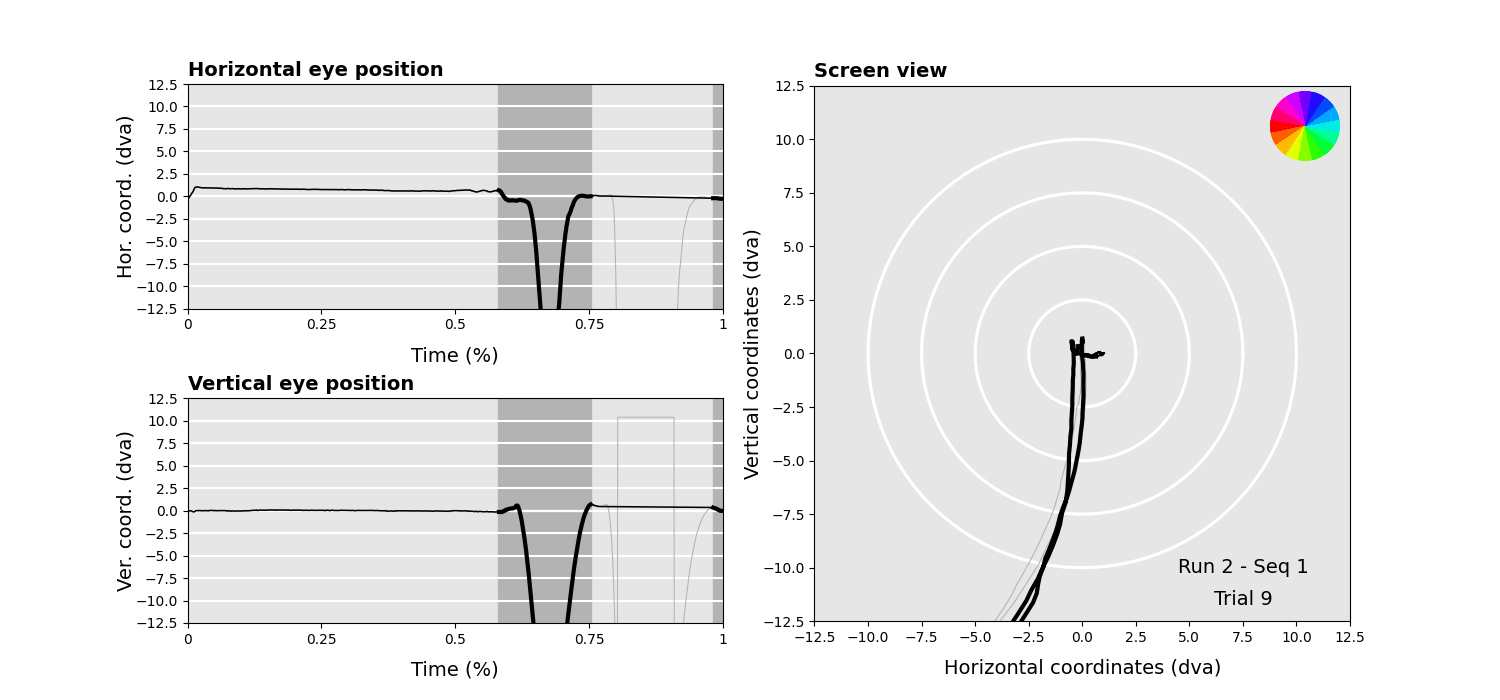 Horizontal eye position
Hor. coord. (dva)
12.5
10.0
7.5
5.0
2.5
0.0
−2.5
−5.0
−7.5
−10.0
−12.5
0 0.25 0.5 0.75 1
Time (%)
Vertical eye position
Ver. coord. (dva)
12.5
10.0
7.5
5.0
2.5
0.0
−2.5
−5.0
−7.5
−10.0
−12.5
0 0.25 0.5 0.75 1
Time (%)
Screen view
Vertical coordinates (dva)
12.5
10.0
7.5
5.0
2.5
0.0
−2.5
−5.0
−7.5
−10.0
−12.5
Run 2 - Seq 1
Trial 9
−12.5 −10.0 −7.5 −5.0 −2.5 0.0 2.5 5.0 7.5 10.0 12.5
Horizontal coordinates (dva)